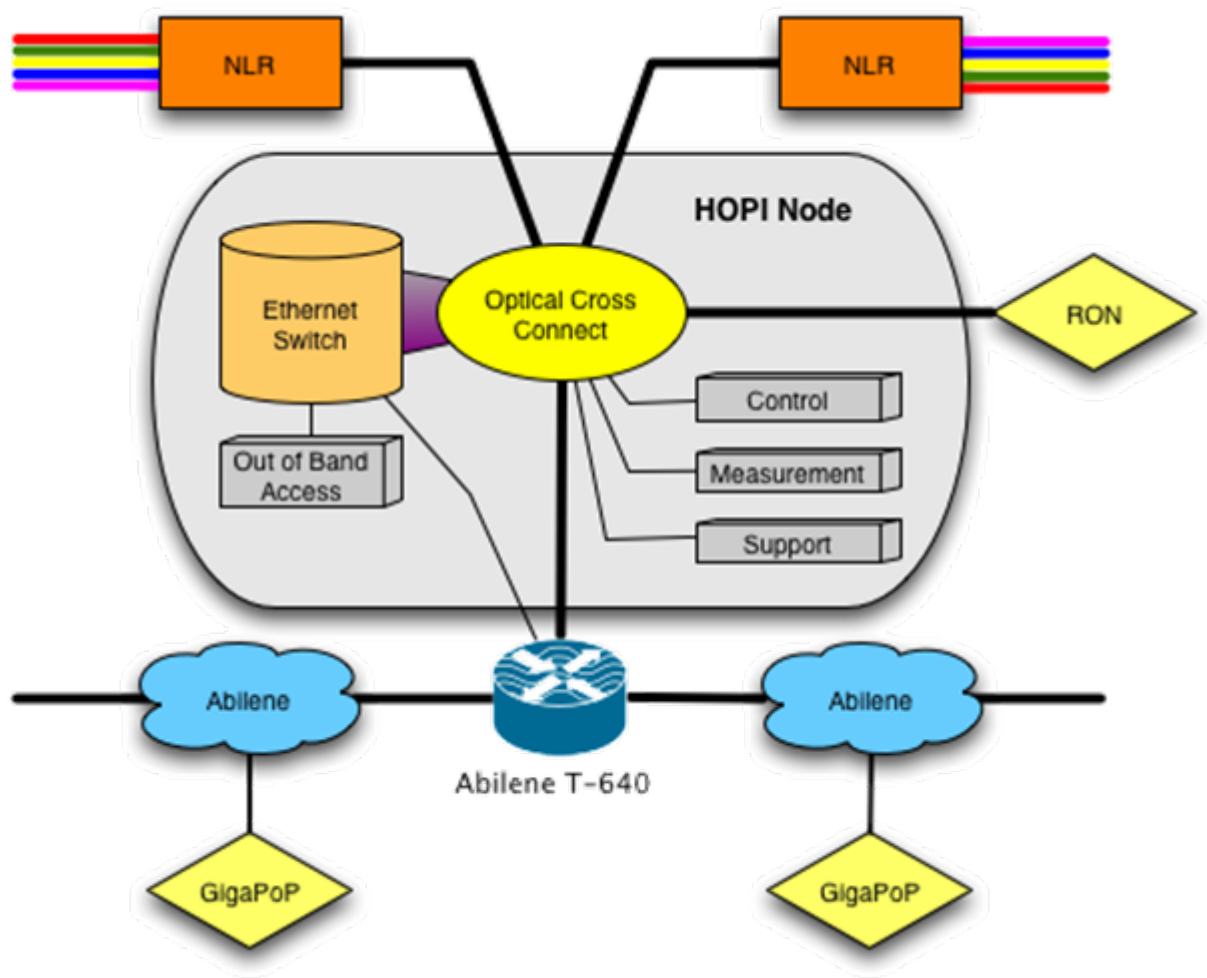 NLR
NLR
HOPI Node
Ethernet
Switch
Optical Cross
Connect
RON
Control
Out of Band
Access
Measurement
Support
Abilene
Abilene
Abilene T-640
GigaPoP
GigaPoP